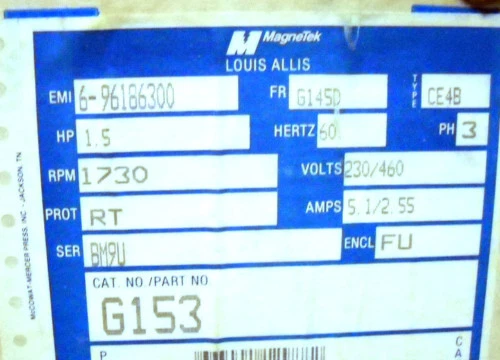 MagneTek
LOUIS ALLIS
EMI 6-96186300 FR G145D TYPE CE4B
HP 1.5 HERTZ 60 PH 3
RPM 1730 VOLTS 230/460
PROT RT AMPS 5.1/2.55
SER BM9U ENCL FU
CAT. NO /PART NO
G153
P C
A
McCOWAT-MERCER PRESS, INC. - JACKSON, TN